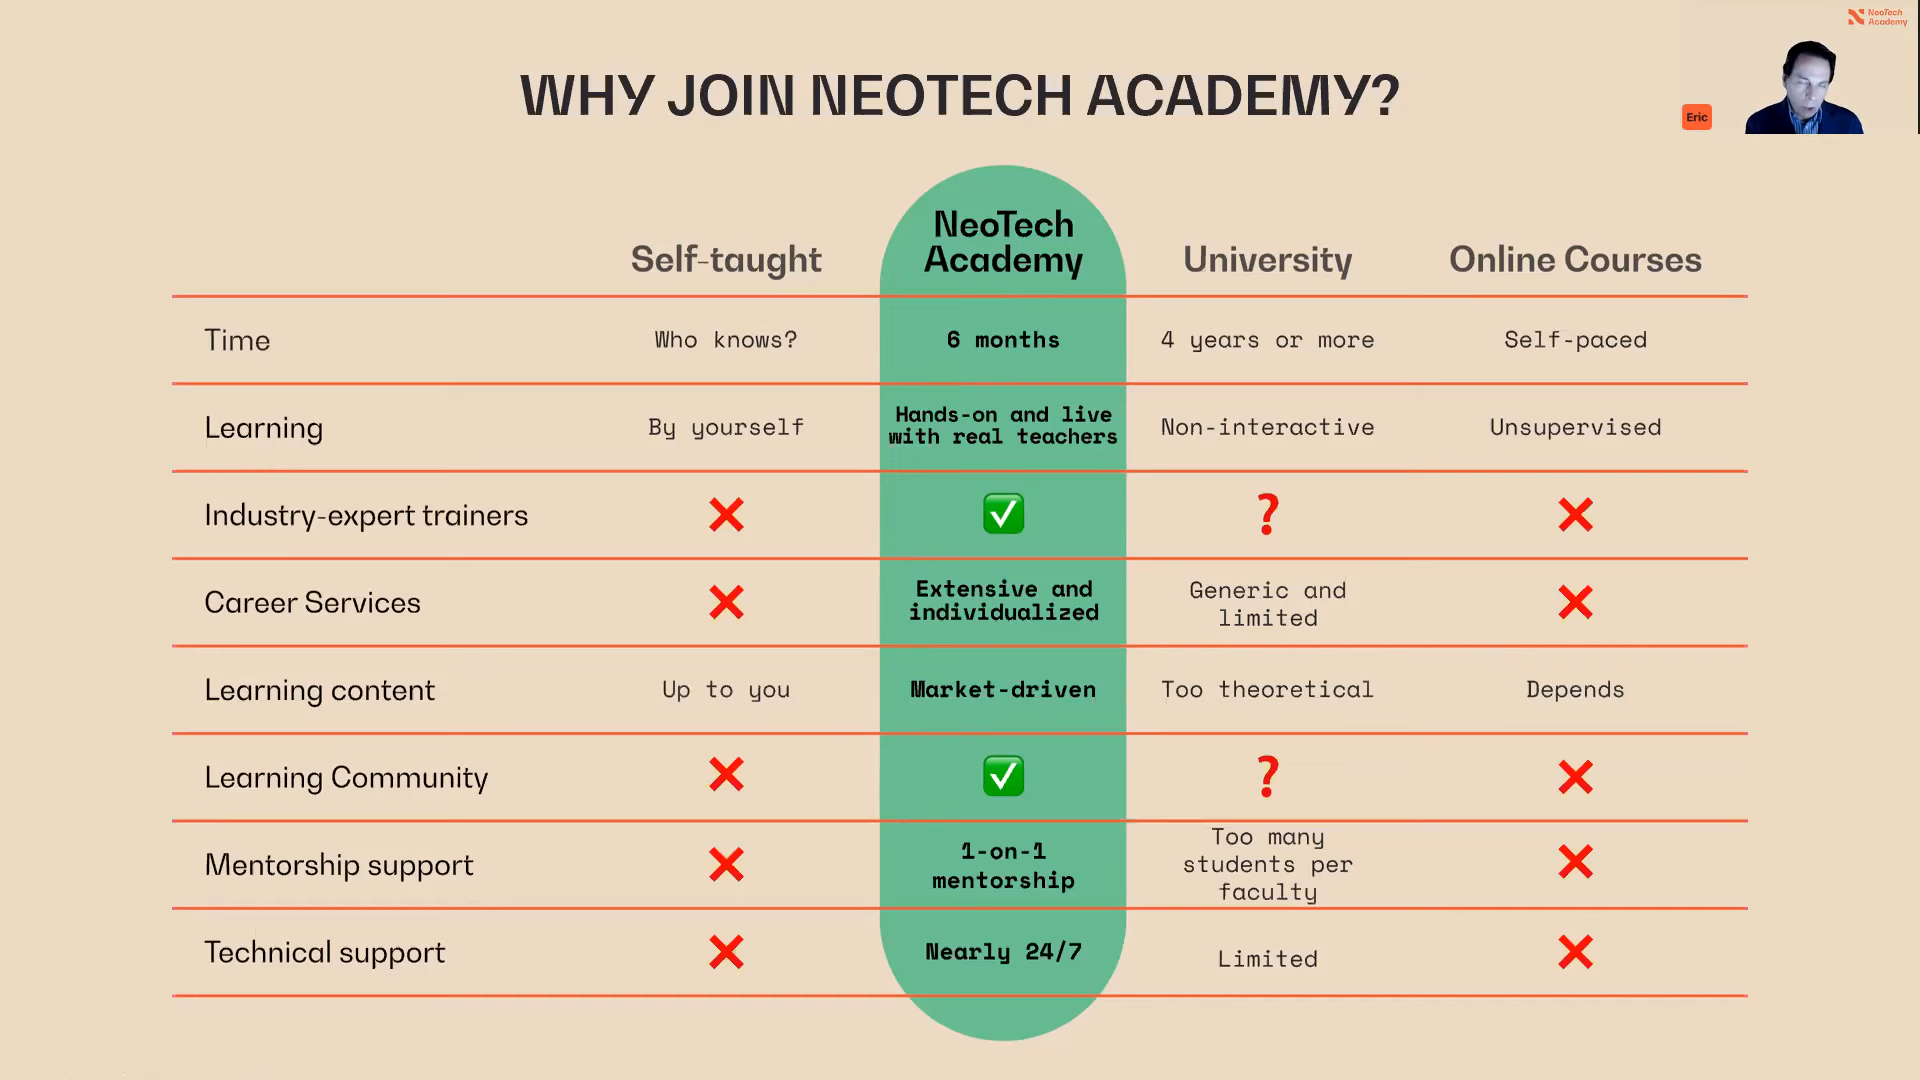 NeoTech
Academy
WHY JOIN NEOTECH ACADEMY?
Eric
Self-taught
NeoTech
Academy
University
Online Courses
Time
Who knows?
6 months
4 years or more
Self-paced
Learning
By yourself
Hands-on and live
with real teachers
Non-interactive
Unsupervised
Industry-expert trainers
❌
✅
❓
❌
Career Services
❌
Extensive and
individualized
Generic and
limited
❌
Learning content
Up to you
Market-driven
Too theoretical
Depends
Learning Community
❌
✅
❓
❌
Mentorship support
❌
1-on-1
mentorship
Too many
students per
faculty
❌
Technical support
❌
Nearly 24/7
Limited
❌